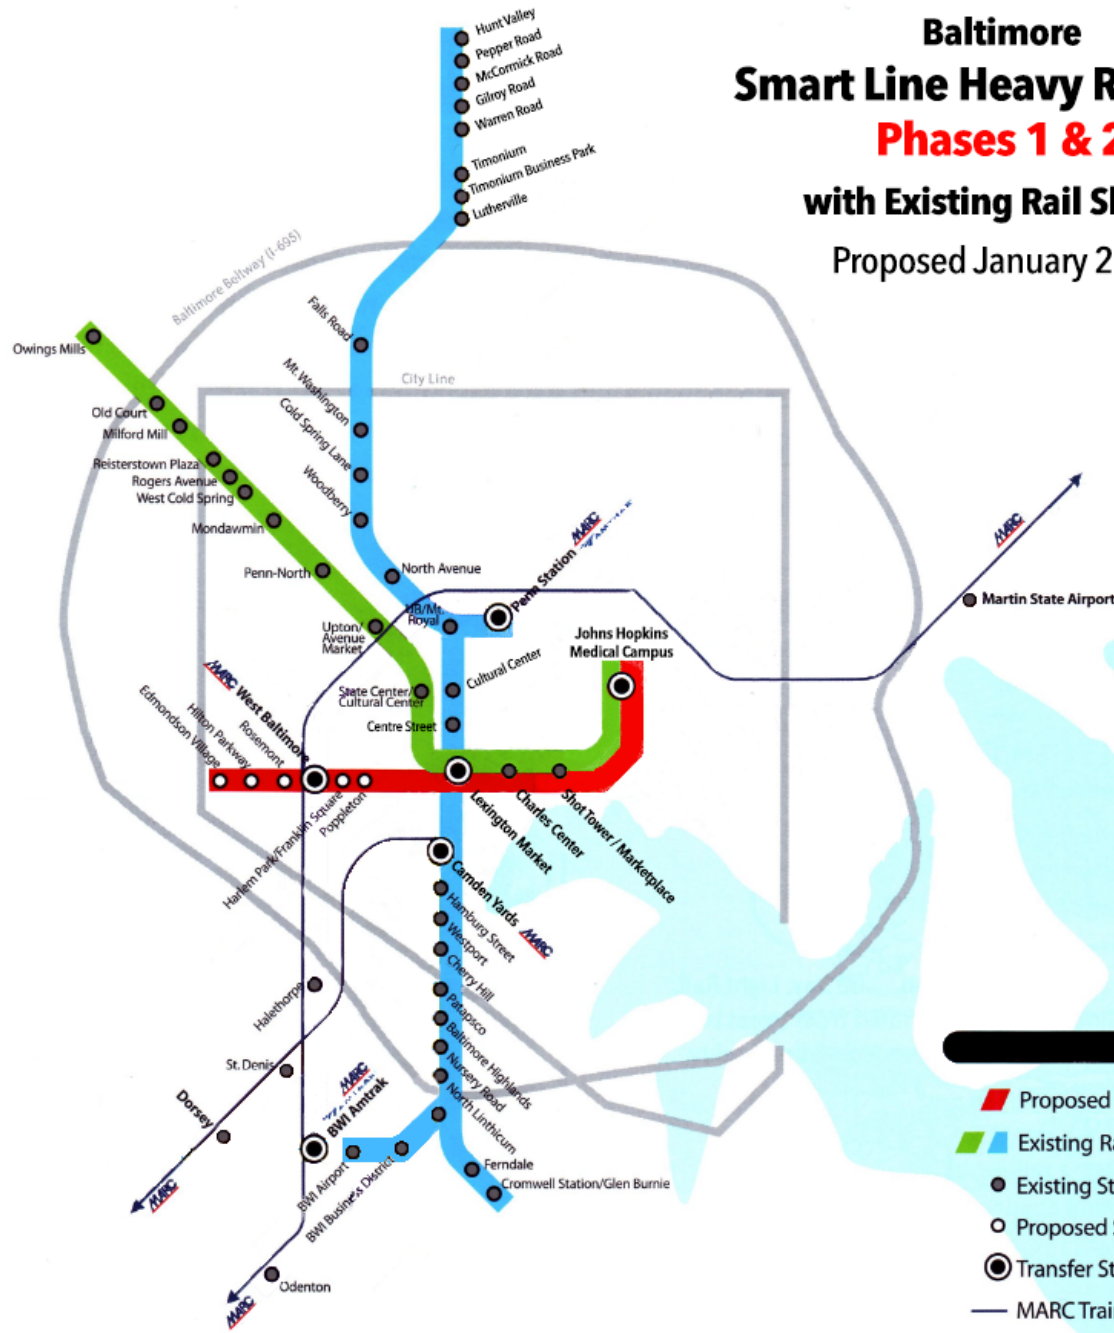 Baltimore
Smart Line Heavy R
Phases 1 & 2
with Existing Rail Sh
Proposed January 2
Hunt Valley
Pepper Road
McCormick Road
Gilroy Road
Warren Road
Timonium
Timonium Business Park
Lutherville
Baltimore Beltway (I-695)
City Line
Falls Road
Mt. Washington
Cold Spring Lane
Woodberry
North Avenue
UB/Mt.
Royal
Penn Station
MARC
AMTRAK
Cultural Center
Centre Street
Owings Mills
Old Court
Milford Mill
Reisterstown Plaza
Rogers Avenue
West Cold Spring
Mondawmin
Penn-North
Upton/
Avenue
Market
State Center/
Cultural Center
Johns Hopkins
Medical Campus
MARC
Martin State Airport
MARC
West Baltimore
Rosemont
Hilton Parkway
Edmondson Village
Harlem Park/Franklin Square
Poppleton
Lexington Market
Charles Center
Shot Tower / Marketplace
Camden Yards
MARC
Hamburg Street
Westport
Cherry Hill
Patapsco
Baltimore Highlands
Nursery Road
North Linthicum
Ferndale
Cromwell Station/Glen Burnie
BWI Airport
BWI Business District
Halethorpe
St. Denis
Dorsey
MARC
MARC
AMTRAK
BWI Amtrak
Odenton
MARC
Proposed
Existing Ra
Existing St
Proposed S
Transfer St
MARC Trai